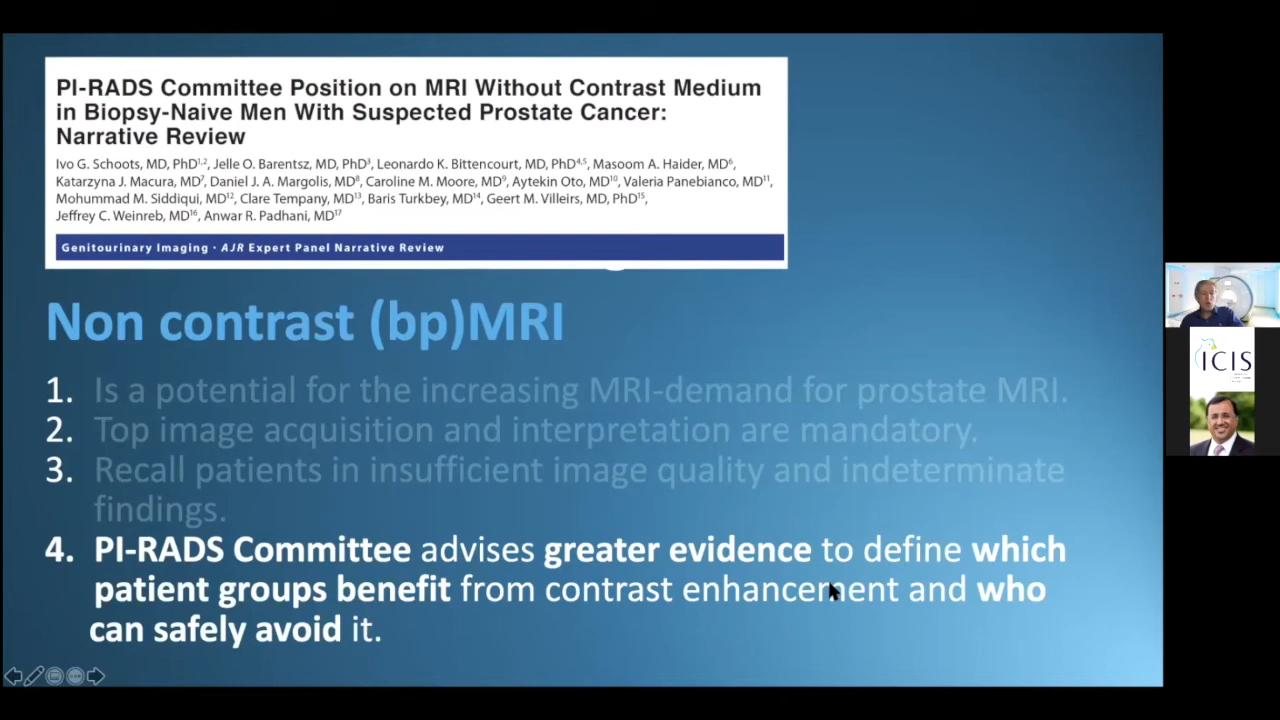 PI-RADS Committee Position on MRI Without Contrast Medium
in Biopsy-Naive Men With Suspected Prostate Cancer:
Narrative Review
Ivo G. Schoots, MD, PhD1,2, Jelle O. Barentsz, MD, PhD3, Leonardo K. Bittencourt, MD, PhD4,5, Masoom A. Haider, MD6,
Katarzyna J. Macura, MD7, Daniel J. A. Margolis, MD8, Caroline M. Moore, MD9, Aytekin Oto, MD10, Valeria Panebianco, MD11,
Mohummad M. Siddiqui, MD12, Clare Tempany, MD13, Baris Turkbey, MD14, Geert M. Villeirs, MD, PhD15,
Jeffrey C. Weinreb, MD16, Anwar R. Padhani, MD17
Genitourinary Imaging · AJR Expert Panel Narrative Review
Non contrast (bp)MRI
1. Is a potential for the increasing MRI-demand for prostate MRI.
2. Top image acquisition and interpretation are mandatory.
3. Recall patients in insufficient image quality and indeterminate
findings.
4. PI-RADS Committee advises greater evidence to define which
patient groups benefit from contrast enhancement and who
can safely avoid it.
ICIS